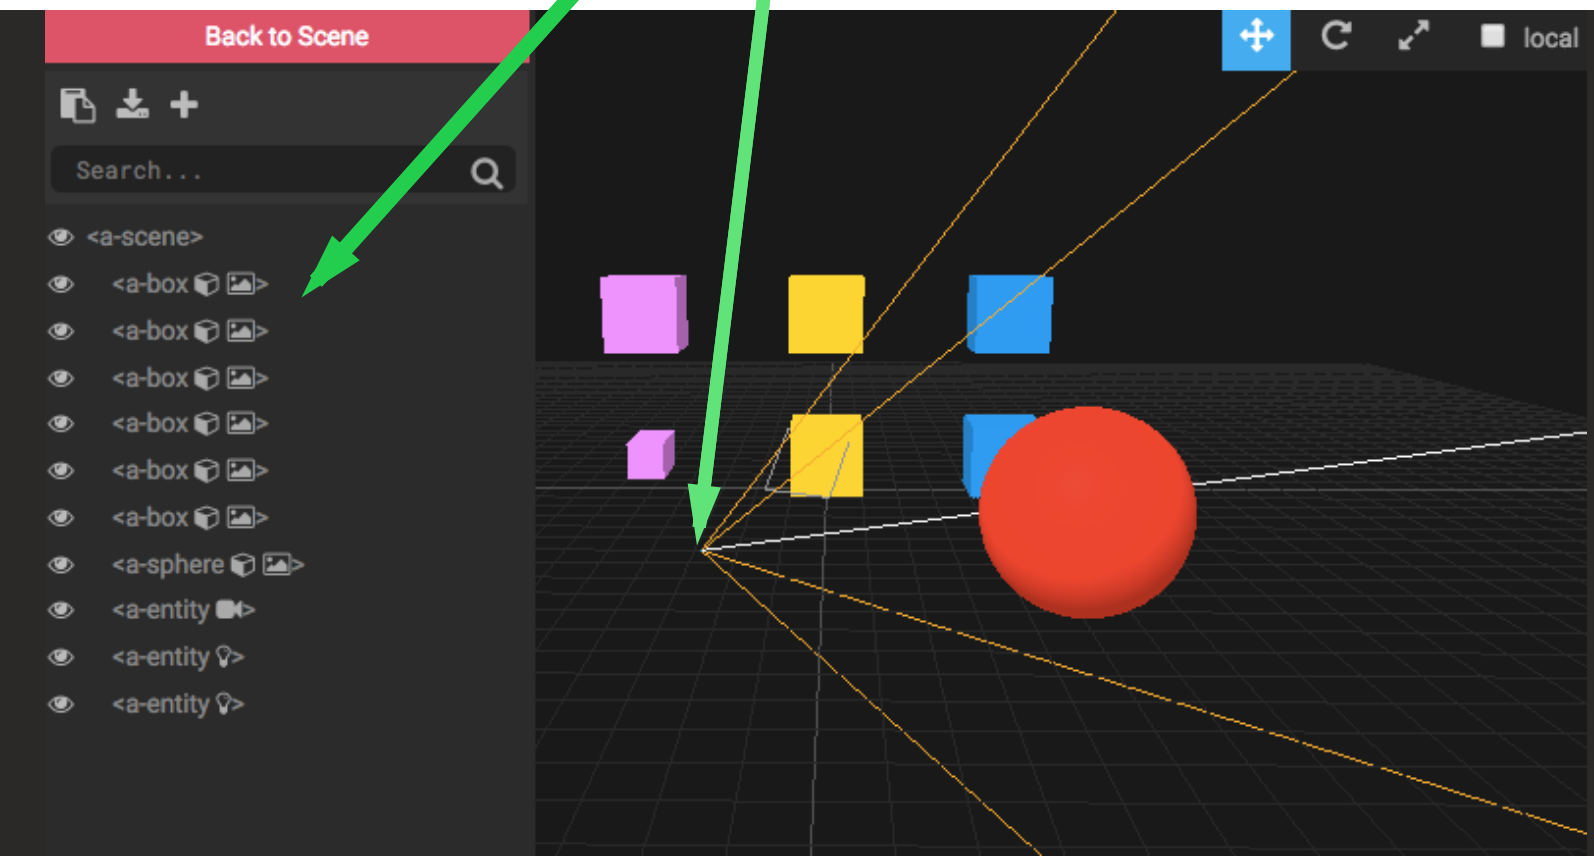 Back to Scene
local
Search...
<a-scene>
<a-box >
<a-box >
<a-box >
<a-box >
<a-box >
<a-box >
<a-sphere >
<a-entity >
<a-entity >
<a-entity >